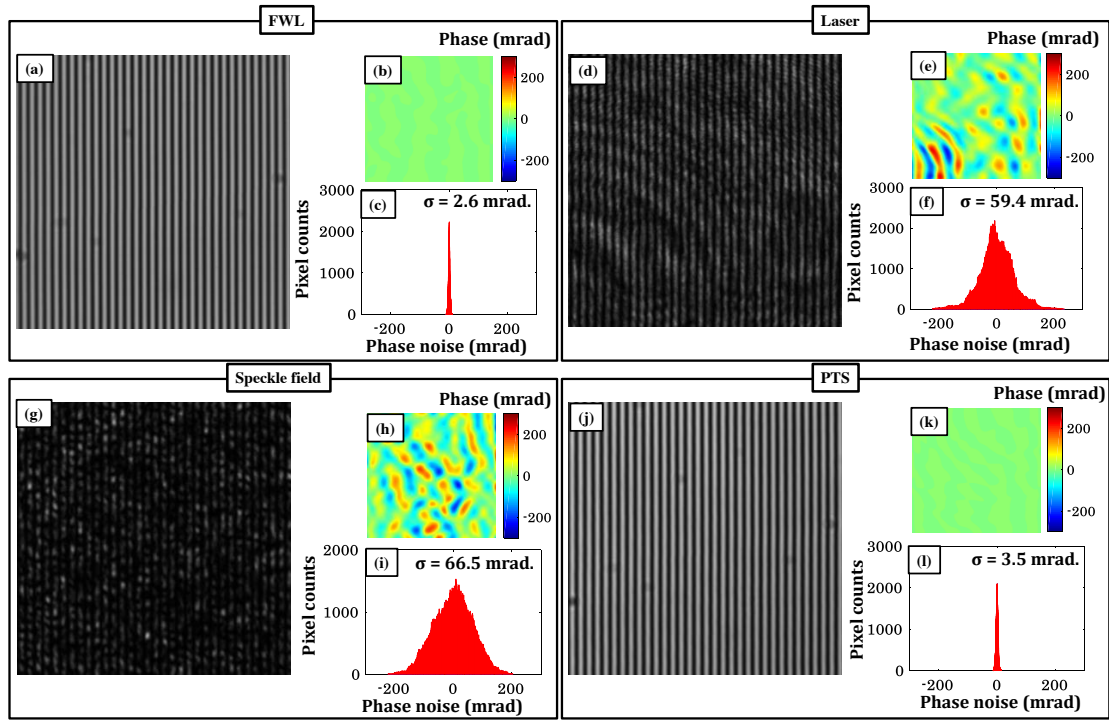 FWL
(a)
Phase (mrad)
(b)
200
0
-200
(c)
σ = 2.6 mrad.
3000
2000
1000
0
Pixel counts
-200 0 200
Phase noise (mrad)
Laser
(d)
Phase (mrad)
(e)
200
0
-200
(f)
σ = 59.4 mrad.
3000
2000
1000
0
Pixel counts
-200 0 200
Phase noise (mrad)
Speckle field
(g)
Phase (mrad)
(h)
200
0
-200
(i)
σ = 66.5 mrad.
2000
1000
0
Pixel counts
-200 0 200
Phase noise (mrad)
PTS
(j)
Phase (mrad)
(k)
200
0
-200
(l)
σ = 3.5 mrad.
3000
2000
1000
0
Pixel counts
-200 0 200
Phase noise (mrad)